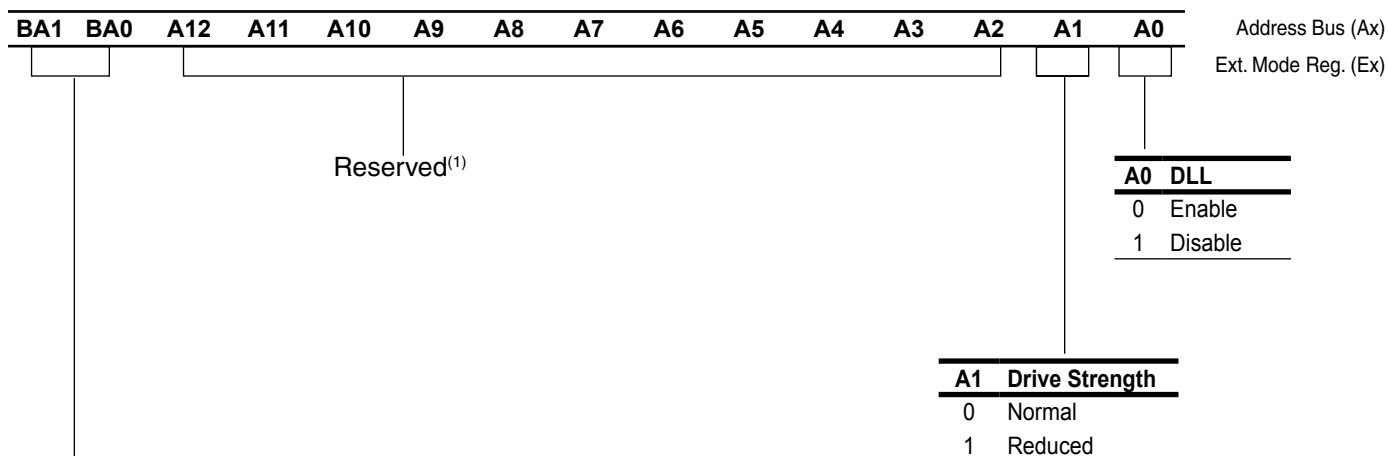 BA1 BA0 A12 A11 A10 A9 A8 A7 A6 A5 A4 A3 A2 A1 A0 Address Bus (Ax)
Ext. Mode Reg. (Ex)
Reserved(1)
A0 DLL
0 Enable
1 Disable
A1 Drive Strength
0 Normal
1 Reduced